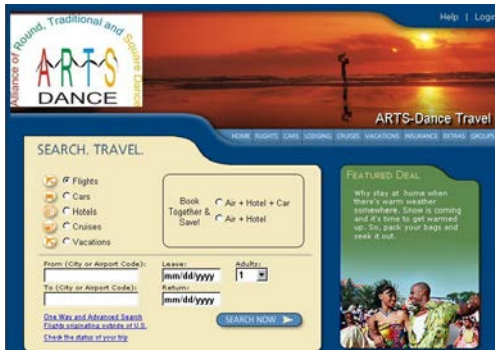 Help | Login
Alliance of Round, Traditional and Square Dance
ARTS
DANCE
ARTS-Dance Travel
HOME FLIGHTS CARS LODGING CRUISES VACATIONS INSURANCE EXTRAS GROUPS
SEARCH. TRAVEL.
Flights
Cars
Hotels
Cruises
Vacations
Book
Together &
Save!
Air + Hotel + Car
Air + Hotel
From (City or Airport Code):
Leave:
Adults:
mm/dd/yyyy
1
To (City or Airport Code):
Return:
mm/dd/yyyy
One Way and Advanced Search
Flights originating outside of U.S.
Check the status of your trip
SEARCH NOW
FEATURED DEAL
Why stay at home when
there's warm weather
somewhere. Snow is coming
and it's time to get warmed
up. So, pack your bags and
seek it out.